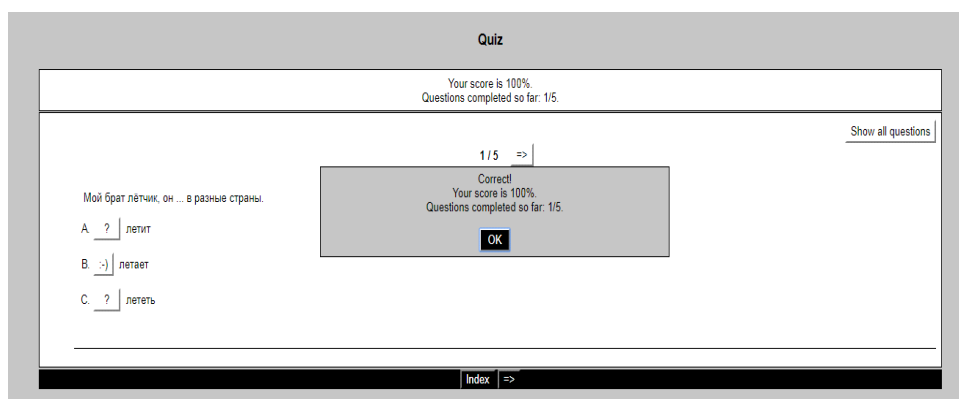 Quiz
Your score is 100%.
Questions completed so far: 1/5.
Show all questions
1 / 5 =>
Correct!
Your score is 100%.
Questions completed so far: 1/5.
OK
Мой брат лётчик, он ... в разные страны.
A. ? летит
B. :-) летает
C. ? лететь
Index =>